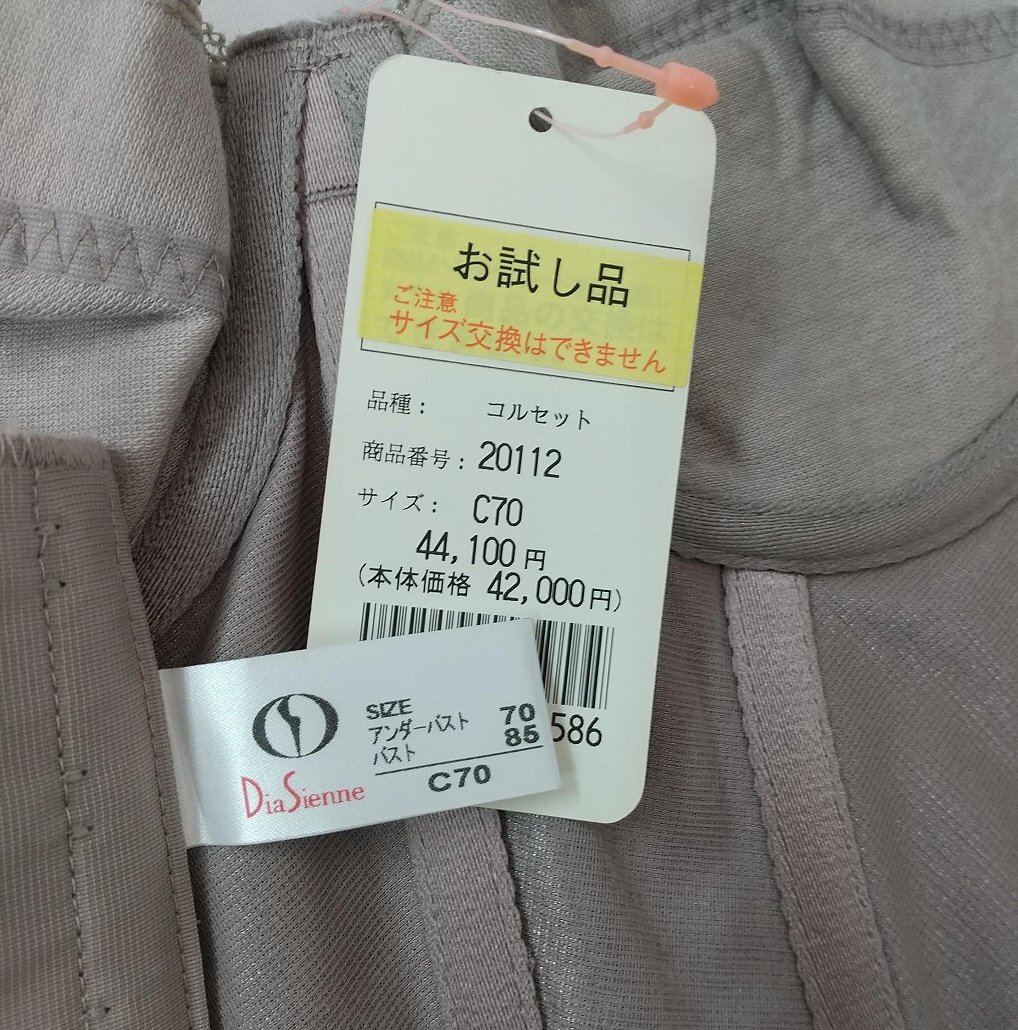 お試し品
ご注意
サイズ交換はできません
品種： コルセット
商品番号：20112
サイズ： C70
44,100円
(本体価格 42,000円)
586
SIZE
アンダーバスト 70
バスト 85
C70
DiaSienne